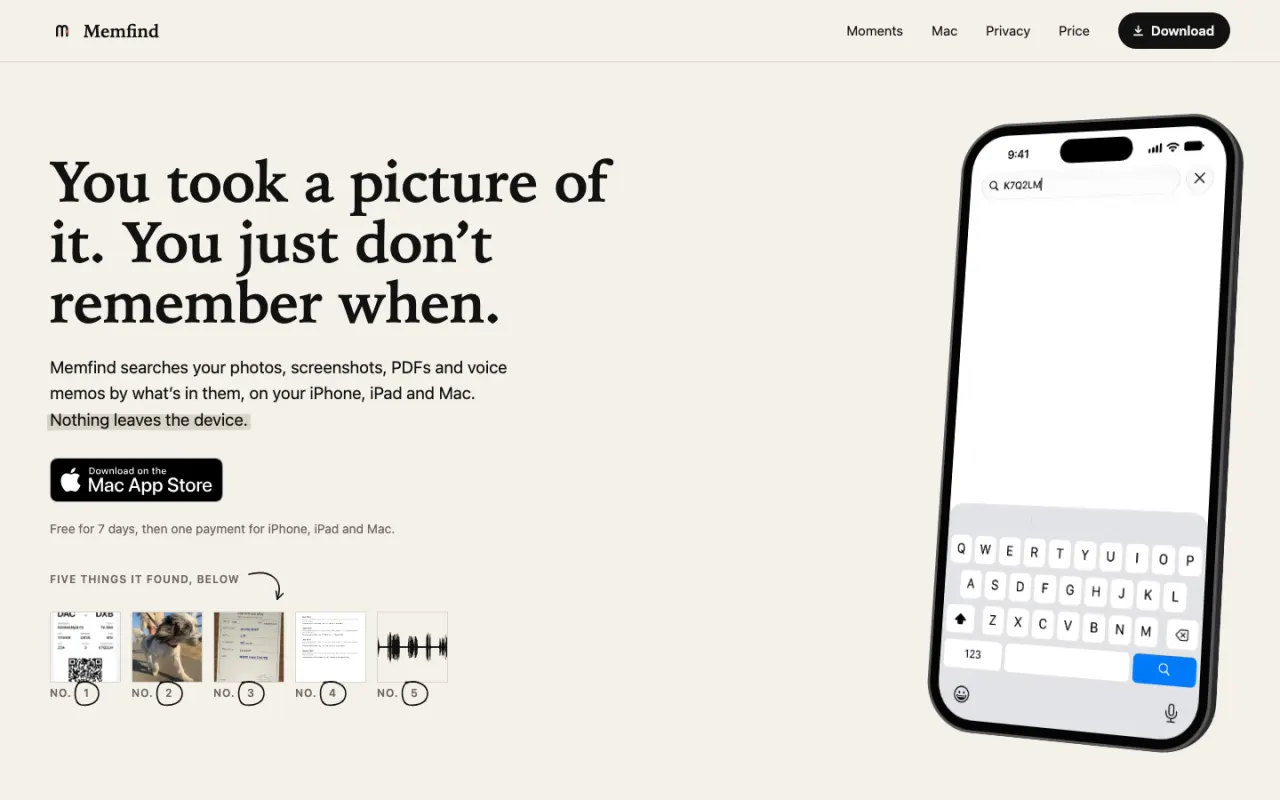 Memfind
Moments
Mac
Privacy
Price
Download
You took a picture of
it. You just don’t
remember when.
Memfind searches your photos, screenshots, PDFs and voice
memos by what’s in them, on your iPhone, iPad and Mac.
Nothing leaves the device.
Download on the
Mac App Store
Free for 7 days, then one payment for iPhone, iPad and Mac.
FIVE THINGS IT FOUND, BELOW
DAC - DXB
NO. 1
NO. 2
NO. 3
NO. 4
NO. 5
9:41
K7Q2LM
Q W E R T Y U I O P
A S D F G H J K L
Z X C V B N M
123